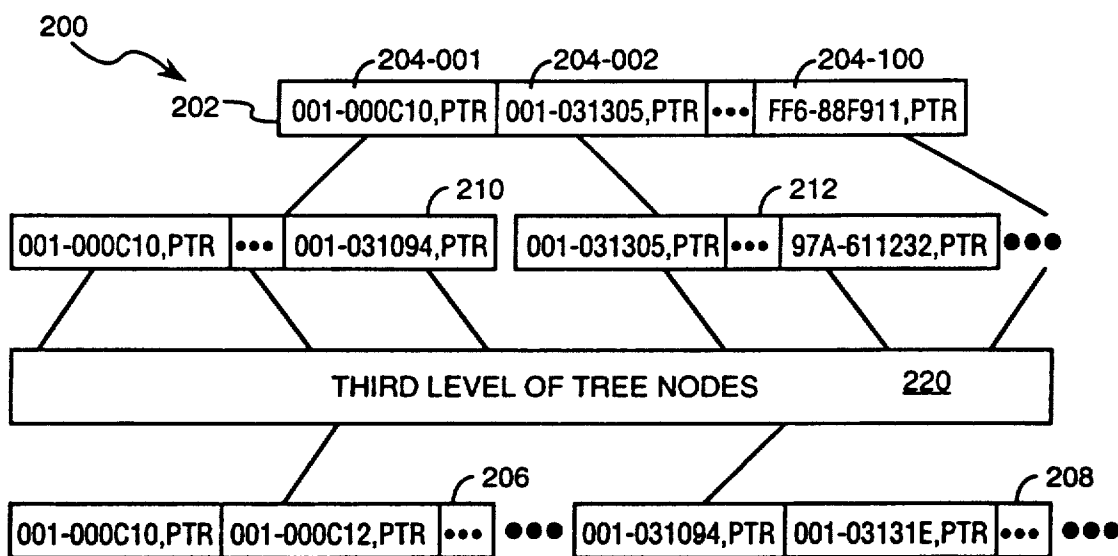 200
204-001 204-002 204-100
202 001-000C10,PTR 001-031305,PTR ••• FF6-88F911,PTR
210 212
001-000C10,PTR ••• 001-031094,PTR 001-031305,PTR ••• 97A-611232,PTR •••
THIRD LEVEL OF TREE NODES 220
206 208
001-000C10,PTR 001-000C12,PTR ••• ••• 001-031094,PTR 001-03131E,PTR ••• •••